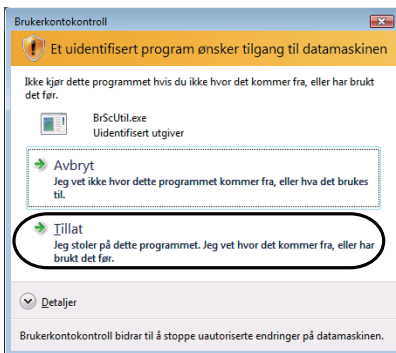 Brukerkontokontroll
Et uidentifisert program ønsker tilgang til datamaskinen
Ikke kjør dette programmet hvis du ikke hvor det kommer fra, eller har brukt
det før.
BrScUtil.exe
Uidentifisert utgiver
Avbryt
Jeg vet ikke hvor dette programmet kommer fra, eller hva det brukes
til.
Tillat
Jeg stoler på dette programmet. Jeg vet hvor det kommer fra, eller har
brukt det før.
Detaljer
Brukerkontokontroll bidrar til å stoppe uautoriserte endringer på datamaskinen.